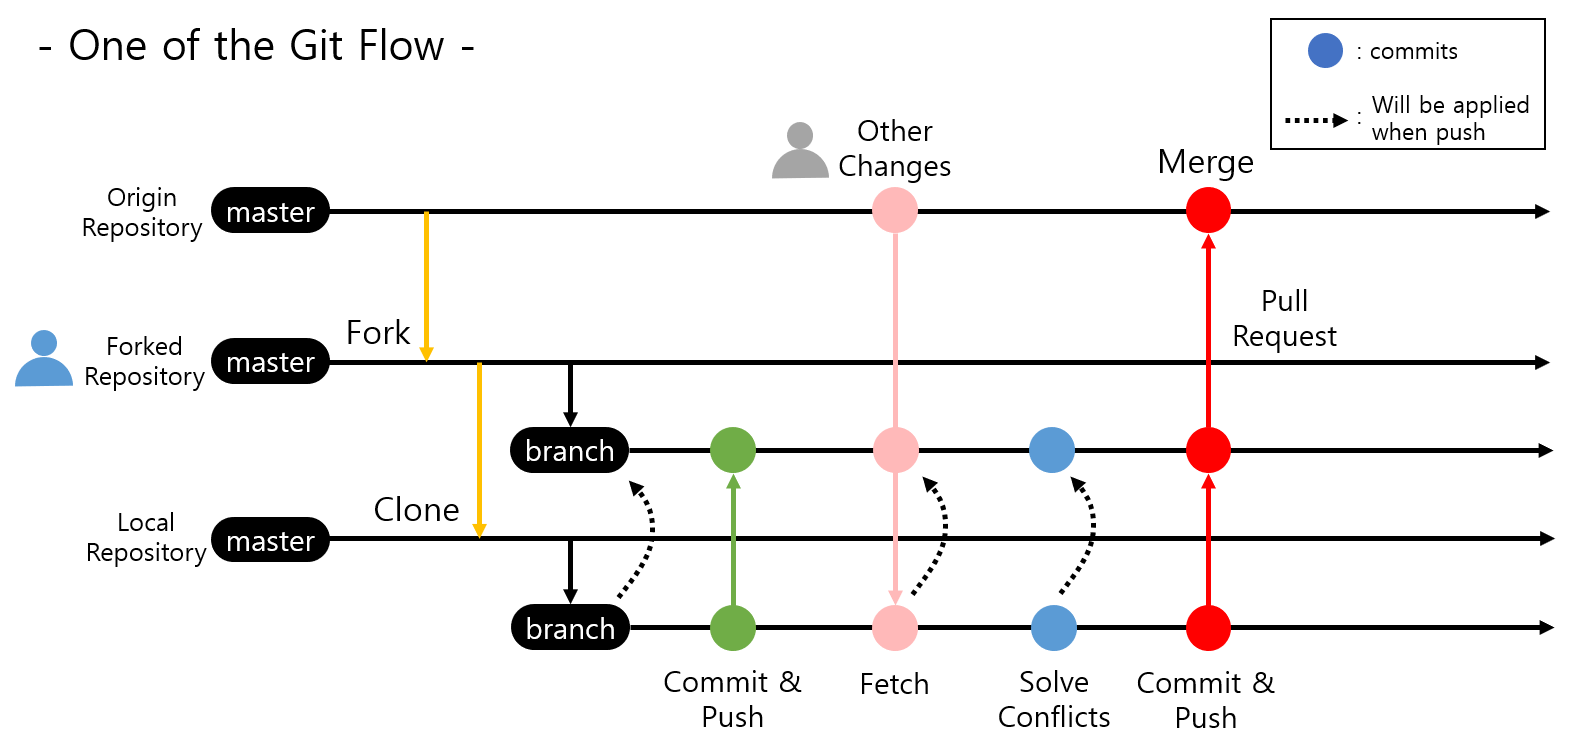 - One of the Git Flow -
: commits
: Will be applied
when push
Other
Changes
Merge
Origin
Repository
master
Pull
Request
Fork
Forked
Repository
master
branch
Clone
Local
Repository
master
branch
Commit &
Push
Fetch
Solve
Conflicts
Commit &
Push